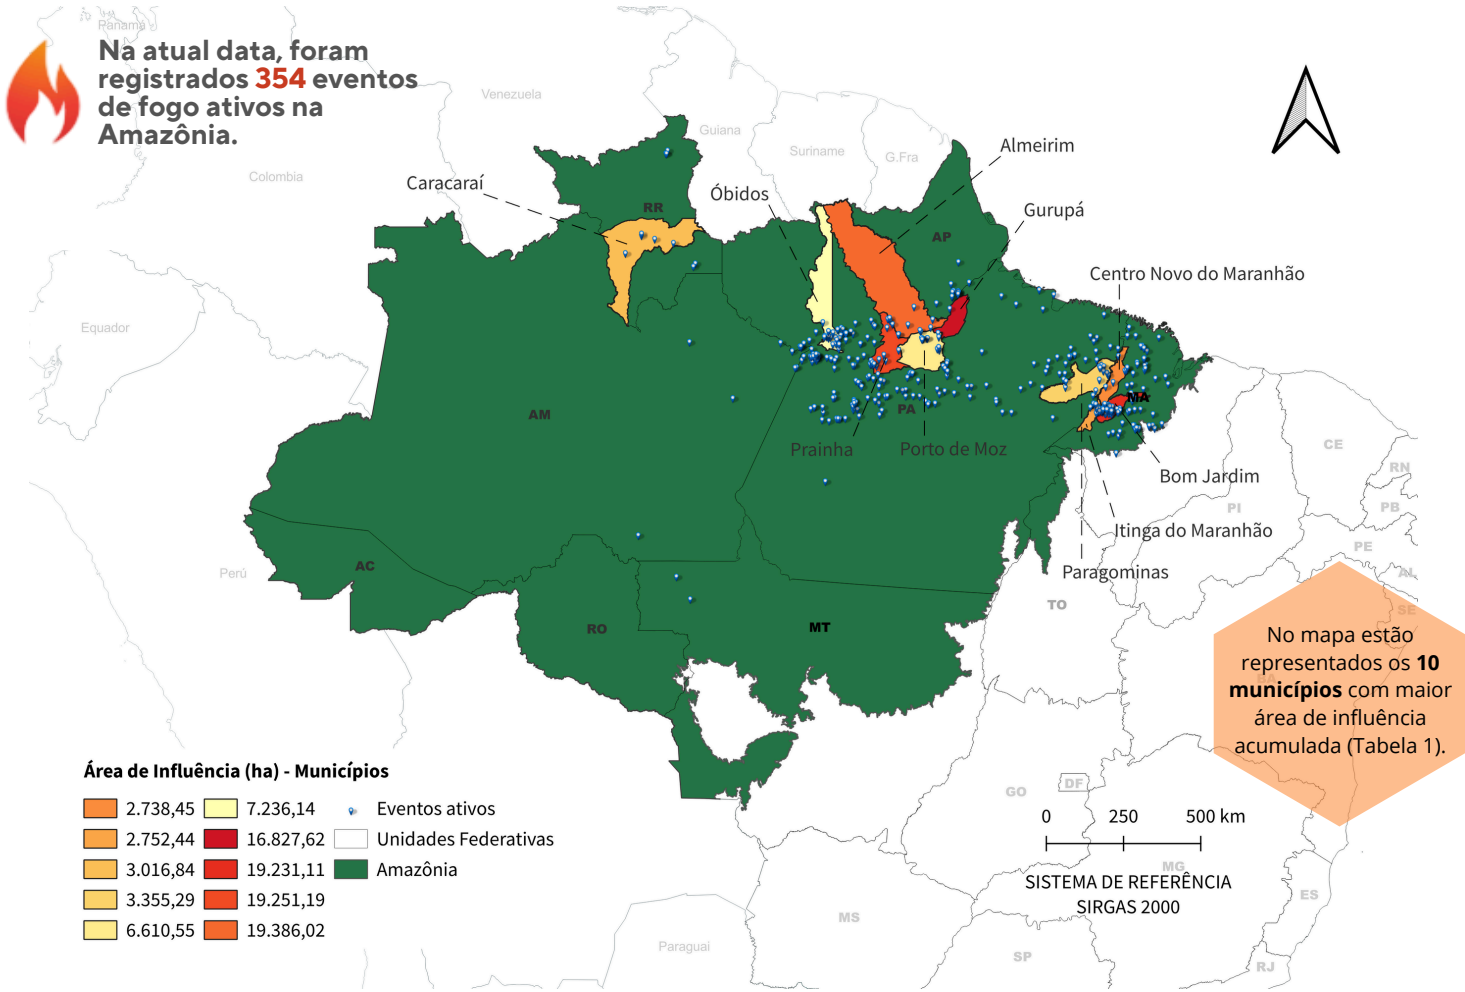 Na atual data, foram
registrados 354 eventos
de fogo ativos na
Amazônia.
Panamá
Venezuela
Colombia
Guiana
Suriname
G.Fra
Equador
Perú
Paraguai
Caracaraí
Óbidos
Almeirim
Gurupá
Centro Novo do Maranhão
Prainha
Porto de Moz
Bom Jardim
Itinga do Maranhão
Paragominas
RR
AP
AM
PA
MA
AC
RO
MT
TO
PI
CE
RN
PB
PE
AL
SE
BA
GO
DF
MG
ES
MS
SP
RJ
No mapa estão
representados os 10
municípios com maior
área de influência
acumulada (Tabela 1).
Área de Influência (ha) - Municípios
2.738,45 7.236,14 Eventos ativos
2.752,44 16.827,62 Unidades Federativas
3.016,84 19.231,11 Amazônia
3.355,29 19.251,19
6.610,55 19.386,02
0 250 500 km
SISTEMA DE REFERÊNCIA
SIRGAS 2000